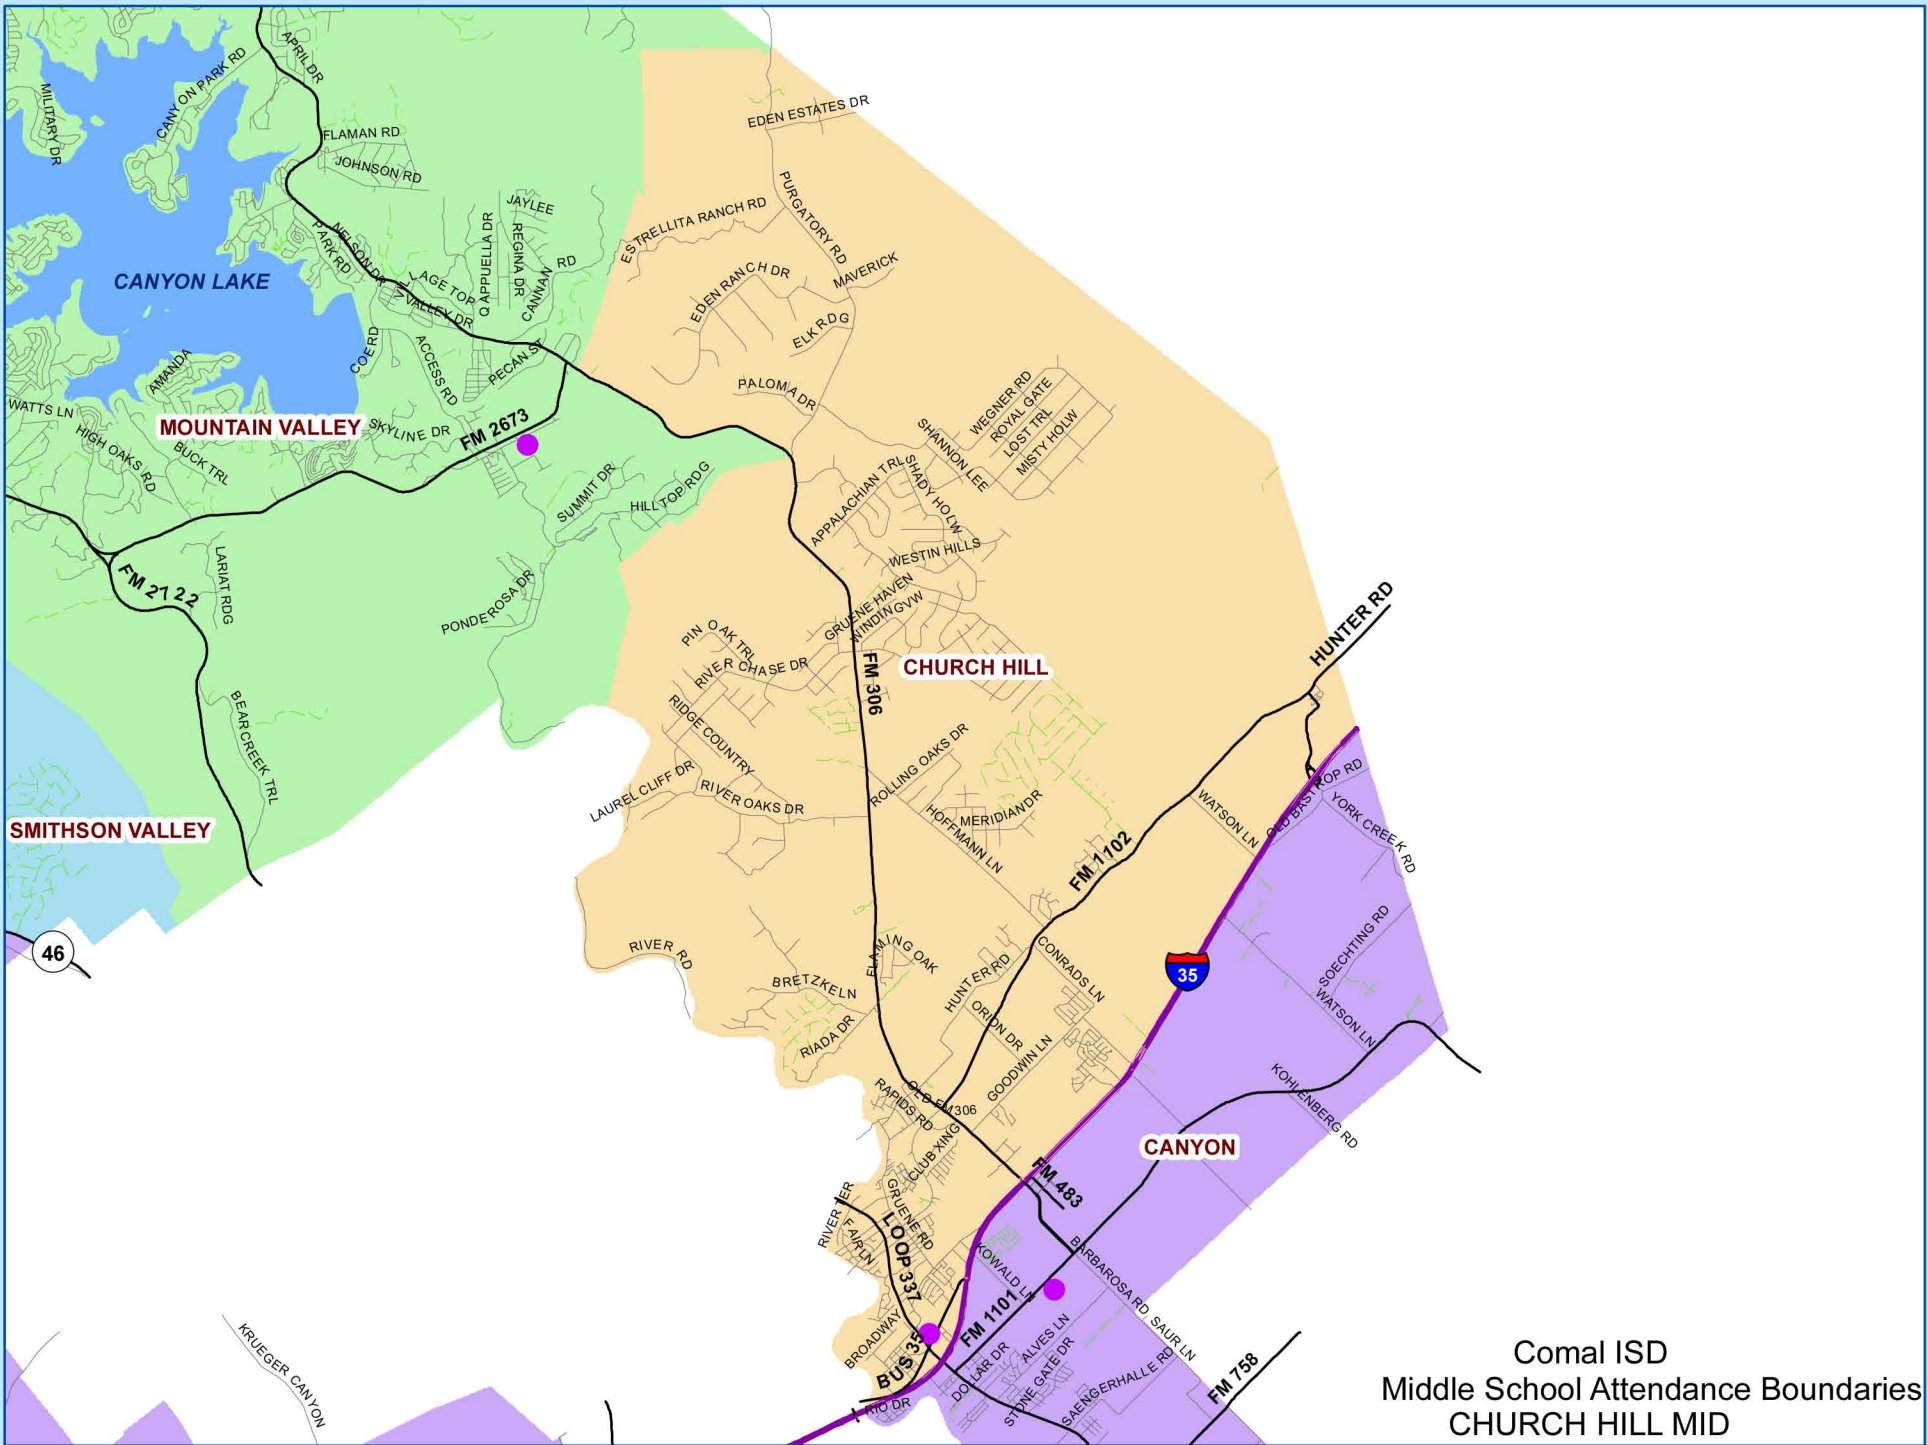 MILITARY DR
CANYON PARK RD
APRIL DR
FLAMAN RD
JOHNSON RD
EDEN ESTATES DR
PURGATORY RD
ESTRELLITA RANCH RD
JAYLEE
Q APPUELLA DR
REGINA DR
CANNAN RD
NELSON DR
PARK RD
CANYON LAKE
LAGE TOP
VALLEY DR
EDEN RANCH DR
MAVERICK
ELK RDG
COERD
ACCESS RD
PECAN ST
AMANDA
PALOMA DR
WEGNER RD
ROYAL GATE
LOST TRL
MISTY HOLW
SHANNON LEE
WATTS LN
MOUNTAIN VALLEY
SKYLINE DR
FM 2673
HIGH OAKS RD
BUCK TRL
SUMMIT DR
HILLTOP RDG
APPALACHIAN TRL
SHADY HOLW
WESTIN HILLS
LARIAT RDG
FM 2722
PONDEROSA DR
GRUENE HAVEN
WINDINGVW
PIN OAK TRL
RIVER CHASE DR
FM 306
CHURCH HILL
HUNTER RD
BEAR CREEK TRL
RIDGE COUNTRY
LAUREL CLIFF DR
RIVER OAKS DR
ROLLING OAKS DR
HOFFMANN LN
MERIDIAN DR
FM 1102
WATSON LN
OLD BASTROP RD
YORK CREEK RD
SMITHSON VALLEY
46
RIVER RD
BRETZKE LN
FLAMING OAK
RIADA DR
HUNTER RD
CONRADS LN
ORION DR
GOODWIN LN
35
SOECHTING RD
WATSON LN
KOHLENBERG RD
RAPIDS RD
OLD FM 306
CLUB XING
CANYON
FM 483
RIVER TER
FAIR LN
GRUENE RD
LOOP 337
KOWALD LN
BARBAROSA RD
SAUR LN
FM 1101
BROADWAY
BUS 35
RIO DR
DOLLAR DR
ALVES LN
STONE GATE DR
SAENGERHALLE RD
FM 758
KRUEGER CANYON
Comal ISD
Middle School Attendance Boundaries
CHURCH HILL MID